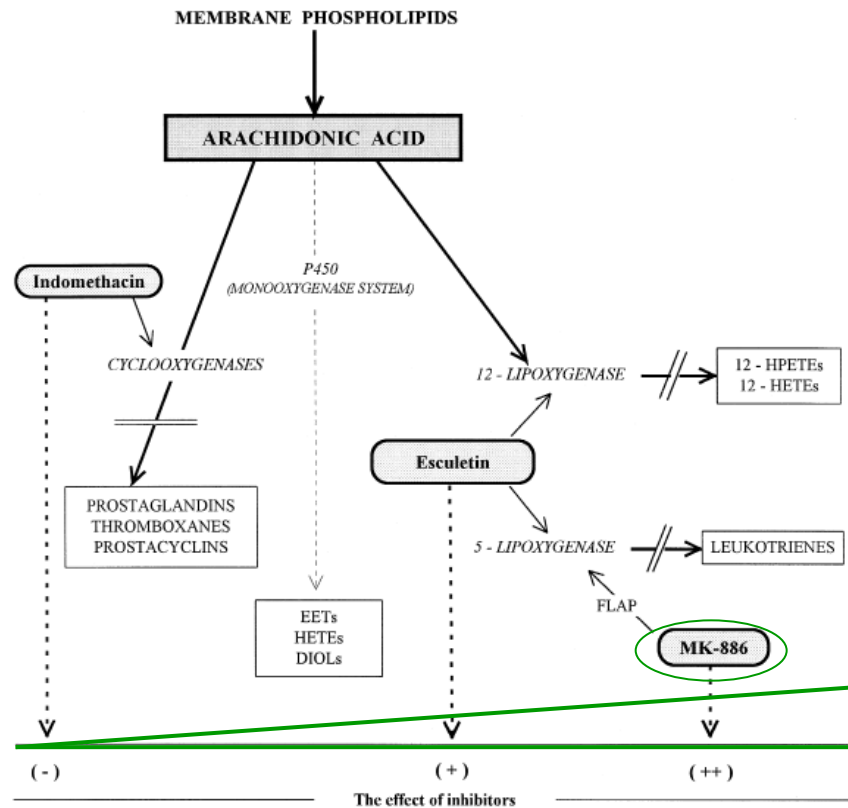 MEMBRANE PHOSPHOLIPIDS
ARACHIDONIC ACID
Indomethacin
P450
(MONOOXYGENASE SYSTEM)
CYCLOOXYGENASES
12 - LIPOXYGENASE
12 - HPETEs
12 - HETEs
Esculetin
PROSTAGLANDINS
THROMBOXANES
PROSTACYCLINS
5 - LIPOXYGENASE
LEUKOTRIENES
FLAP
EETs
HETEs
DIOLs
MK-886
( - )
( + )
( ++ )
The effect of inhibitors